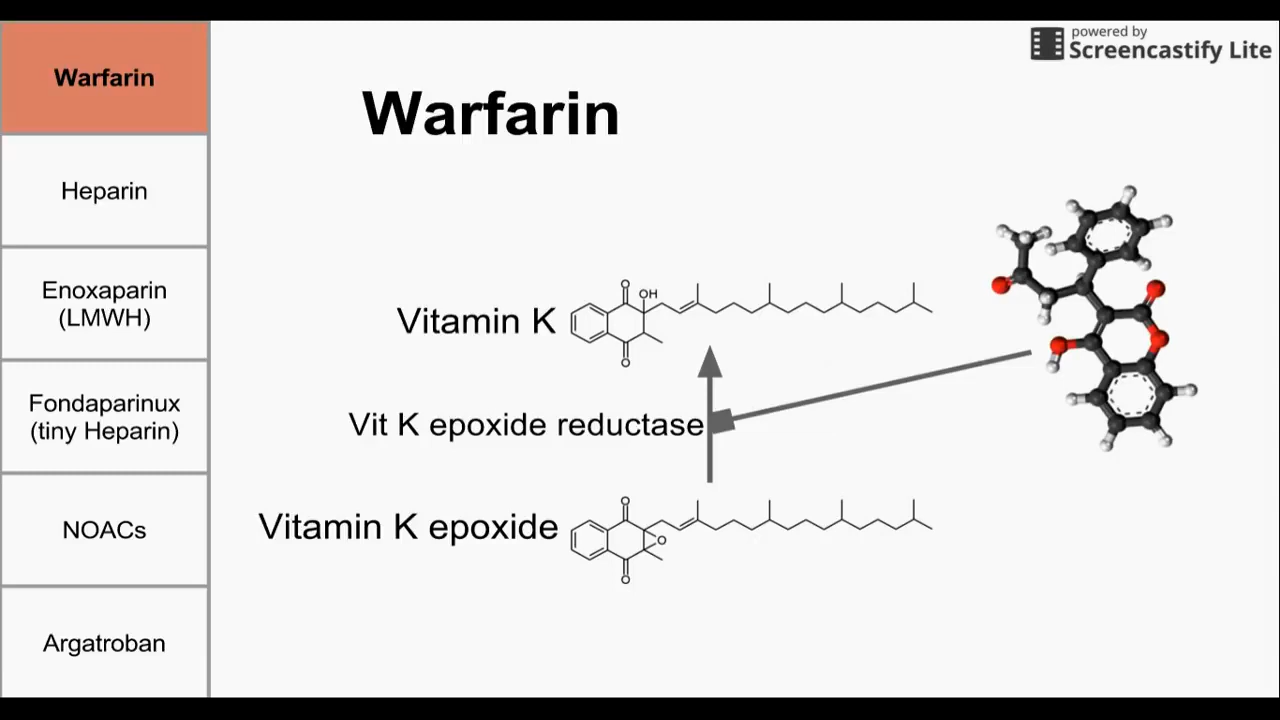 powered by
Screencastify Lite
Warfarin
Heparin
Enoxaparin
(LMWH)
Fondaparinux
(tiny Heparin)
NOACs
Argatroban
Warfarin
Vitamin K
O
OH
O
Vit K epoxide reductase
Vitamin K epoxide
O
O
O